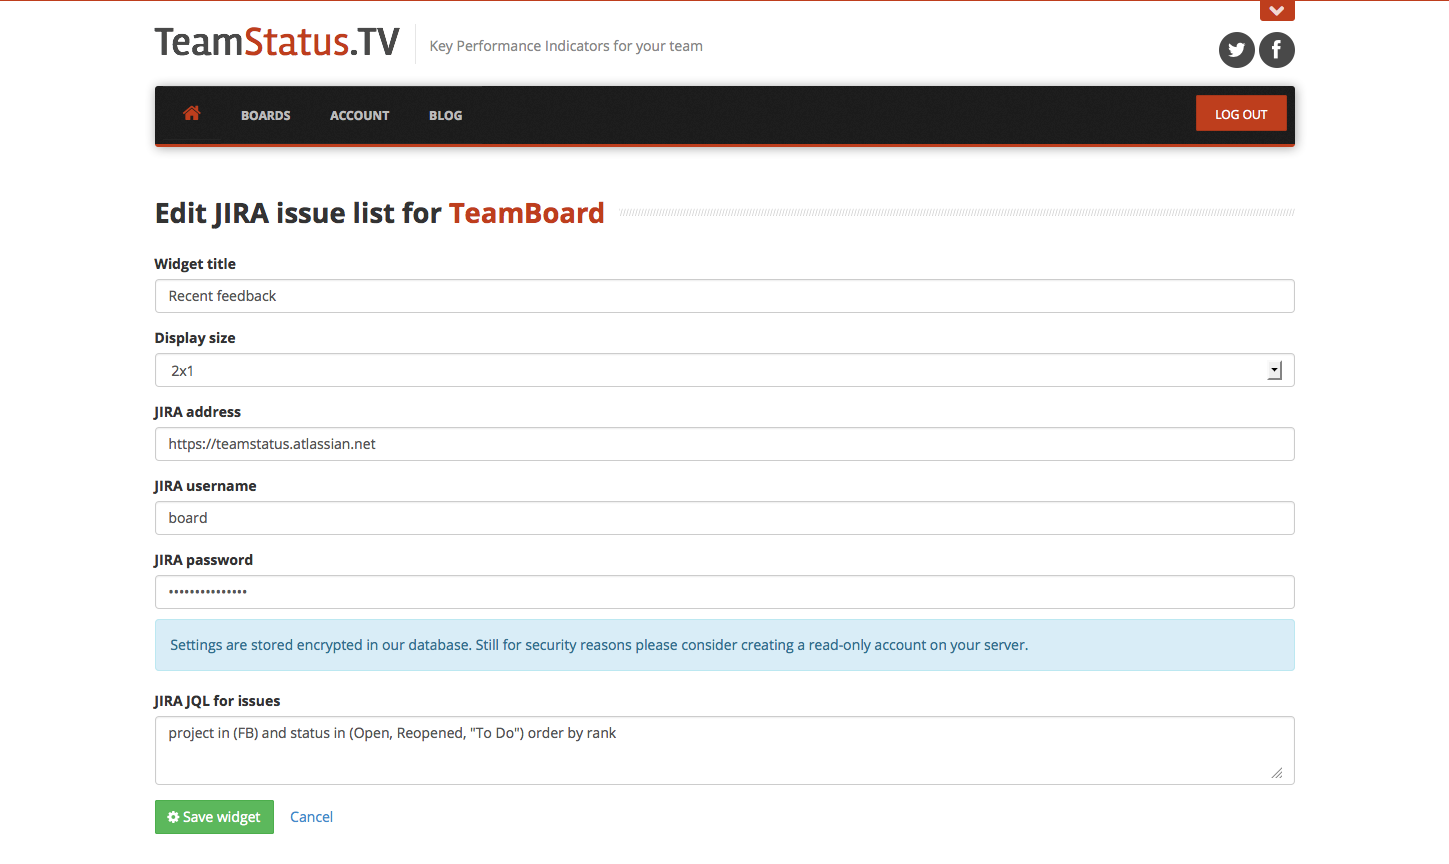 TeamStatus.TV
Key Performance Indicators for your team
BOARDS ACCOUNT BLOG LOG OUT
Edit JIRA issue list for TeamBoard
Widget title
Recent feedback
Display size
2x1
JIRA address
https://teamstatus.atlassian.net
JIRA username
board
JIRA password
•••••••••••••••
Settings are stored encrypted in our database. Still for security reasons please consider creating a read-only account on your server.
JIRA JQL for issues
project in (FB) and status in (Open, Reopened, "To Do") order by rank
Save widget Cancel